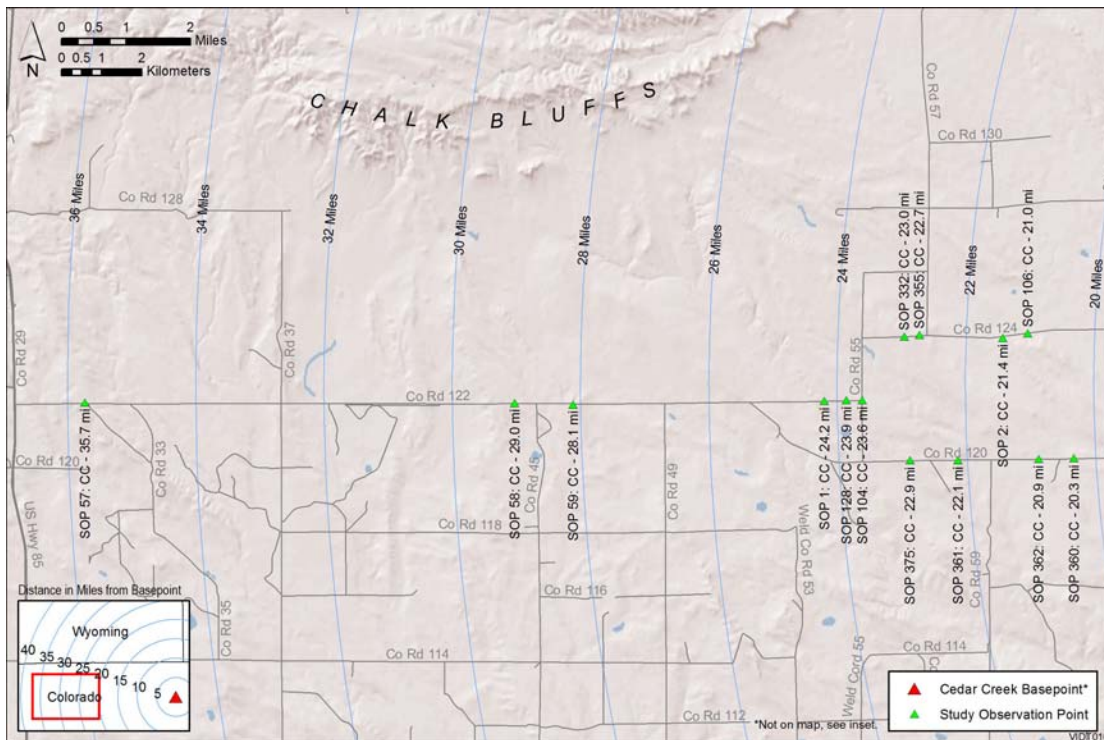 0 0.5 1 2
Miles
0 0.5 1 2
Kilometers
N
CHALK BLUFFS
Co Rd 57
Co Rd 130
Co Rd 128
36 Miles
34 Miles
32 Miles
30 Miles
28 Miles
26 Miles
24 Miles
22 Miles
20 Miles
SOP 332: CC - 23.0 mi
SOP 355: CC - 22.7 mi
SOP 106: CC - 21.0 mi
Co Rd 29
Co Rd 37
Co Rd 55
Co Rd 124
Co Rd 122
SOP 2: CC - 21.4 mi
Co Rd 120
SOP 57: CC - 35.7 mi
Co Rd 33
SOP 58: CC - 29.0 mi
Co Rd 45
SOP 59: CC - 28.1 mi
Co Rd 49
SOP 1: CC - 24.2 mi
SOP 128: CC - 23.9 mi
SOP 104: CC - 23.6 mi
Co Rd 120
SOP 375: CC - 22.9 mi
SOP 361: CC - 22.1 mi
Co Rd 59
SOP 362: CC - 20.9 mi
SOP 360: CC - 20.3 mi
US Hwy 85
Co Rd 118
Weld Co Rd 53
Co Rd 116
Co Rd 35
Co Rd 114
Weld Cord 55
Co Rd 114
Co Rd 112
Distance in Miles from Basepoint
Wyoming
40 35 30 25 20 15 10 5
Colorado
Cedar Creek Basepoint*
Study Observation Point
*Not on map, see inset.